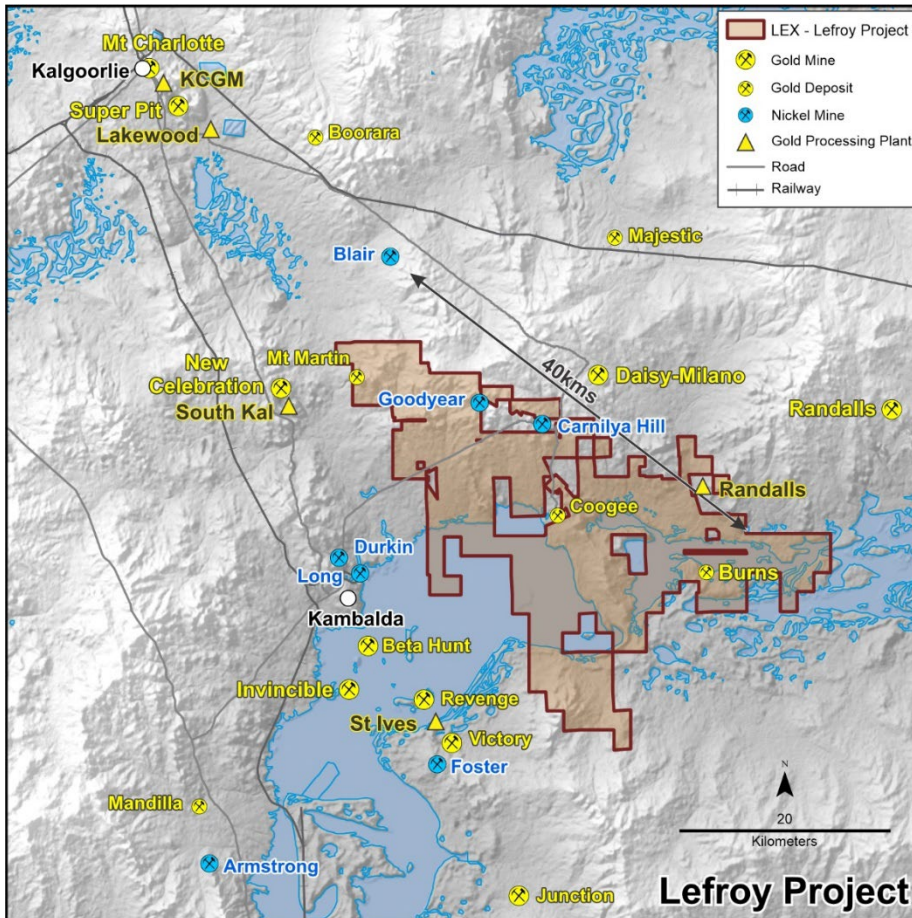 Mt Charlotte
Kalgoorlie
KCGM
Super Pit
Lakewood
Boorara
LEX - Lefroy Project
Gold Mine
Gold Deposit
Nickel Mine
Gold Processing Plant
Road
Railway
Majestic
Blair
40kms
Mt Martin
New
Celebration
South Kal
Goodyear
Daisy-Milano
Carnilya Hill
Randalls
Randalls
Coogee
Durkin
Long
Burns
Kambalda
Beta Hunt
Invincible
Revenge
St Ives
Victory
Foster
Mandilla
Armstrong
Junction
N
20
Kilometers
Lefroy Project